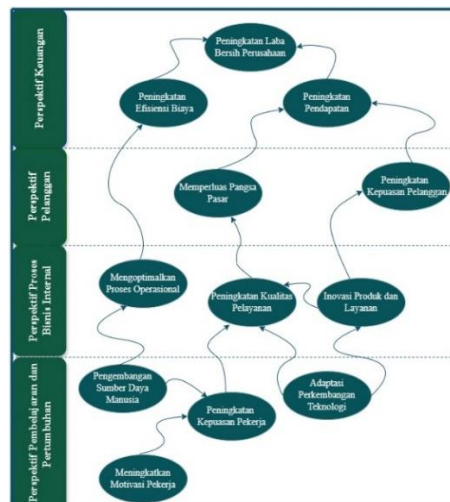 Perspektif Keuangan
Peningkatan Laba
Bersih Perusahaan
Peningkatan
Efisiensi Biaya
Peningkatan
Pendapatan
Perspektif
Pelanggan
Memperluas Pangsa
Pasar
Peningkatan
Kepuasan Pelanggan
Perspektif Proses
Bisnis Internal
Mengoptimalkan
Proses Operasional
Peningkatan Kualitas
Pelayanan
Inovasi Produk dan
Layanan
Perspektif Pembelajaran dan
Pertumbuhan
Pengembangan
Sumber Daya
Manusia
Peningkatan
Kepuasan Pekerja
Adaptasi
Perkembangan
Teknologi
Meningkatkan
Motivasi Pekerja